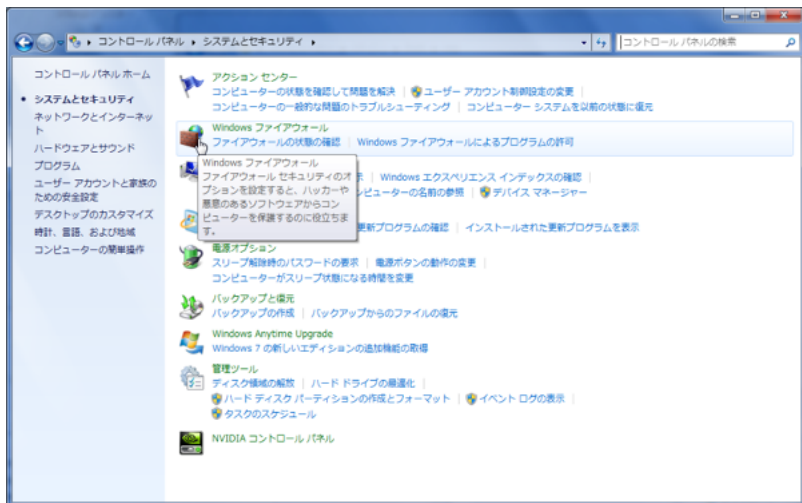 コントロール パネル ▸ システムとセキュリティ ▸
コントロール パネルの検索
コントロール パネル ホーム
システムとセキュリティ
ネットワークとインターネッ
ト
ハードウェアとサウンド
プログラム
ユーザー アカウントと家族の
ための安全設定
デスクトップのカスタマイズ
時計、言語、および地域
コンピューターの簡単操作
アクション センター
コンピューターの状態を確認して問題を解決 | ユーザー アカウント制御設定の変更 |
コンピューターの一般的な問題のトラブルシューティング | コンピューター システムを以前の状態に復元
Windows ファイアウォール
ファイアウォールの状態の確認 | Windows ファイアウォールによるプログラムの許可
Windows ファイアウォール
ファイアウォール セキュリティのオ
プションを設定すると、ハッカーや
悪意のあるソフトウェアからコン
ピューターを保護するのに役立ちま
す。
示 | Windows エクスペリエンス インデックスの確認 |
ンピューターの名前の参照 | デバイス マネージャー
更新プログラムの確認 | インストールされた更新プログラムを表示
電源オプション
スリープ解除時のパスワードの要求 | 電源ボタンの動作の変更 |
コンピューターがスリープ状態になる時間を変更
バックアップと復元
バックアップの作成 | バックアップからのファイルの復元
Windows Anytime Upgrade
Windows 7 の新しいエディションの追加機能の取得
管理ツール
ディスク領域の解放 | ハード ドライブの最適化 |
ハード ディスク パーティションの作成とフォーマット | イベント ログの表示 |
タスクのスケジュール
NVIDIA コントロール パネル